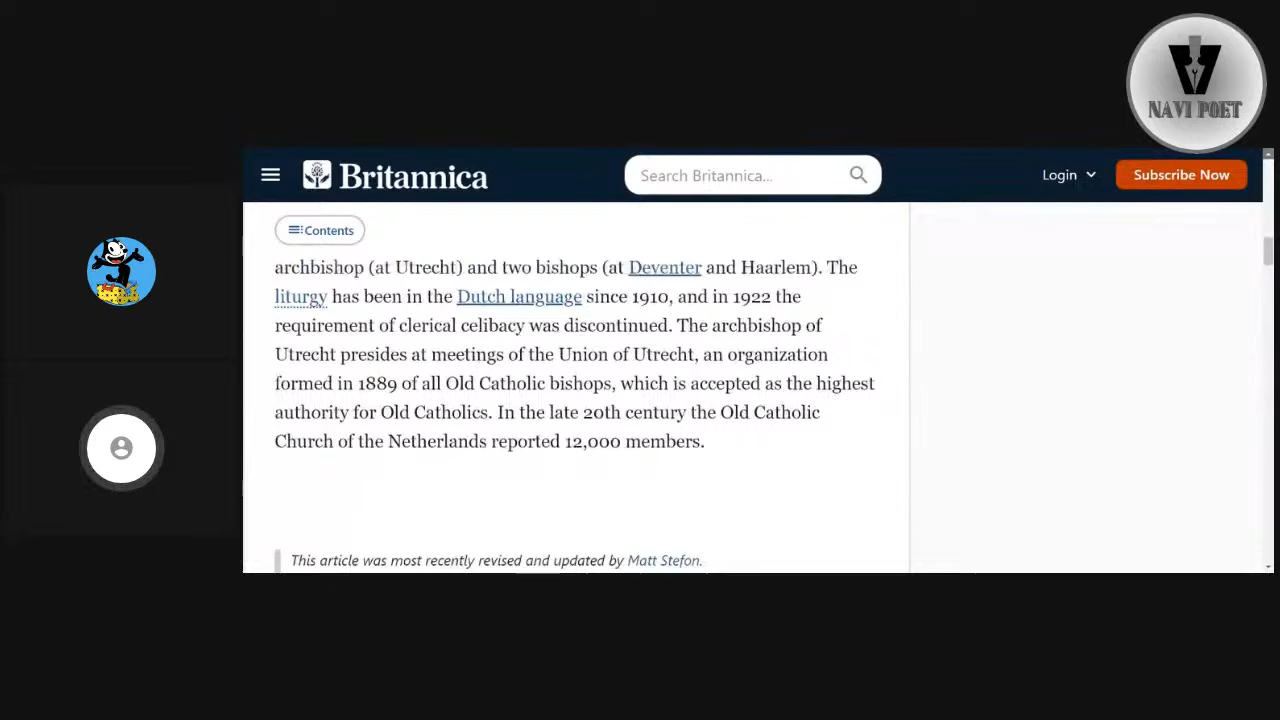 NAVI POET
Britannica
Search Britannica...
Login
Subscribe Now
Contents
archbishop (at Utrecht) and two bishops (at Deventer and Haarlem). The
liturgy has been in the Dutch language since 1910, and in 1922 the
requirement of clerical celibacy was discontinued. The archbishop of
Utrecht presides at meetings of the Union of Utrecht, an organization
formed in 1889 of all Old Catholic bishops, which is accepted as the highest
authority for Old Catholics. In the late 20th century the Old Catholic
Church of the Netherlands reported 12,000 members.
This article was most recently revised and updated by Matt Stefon.